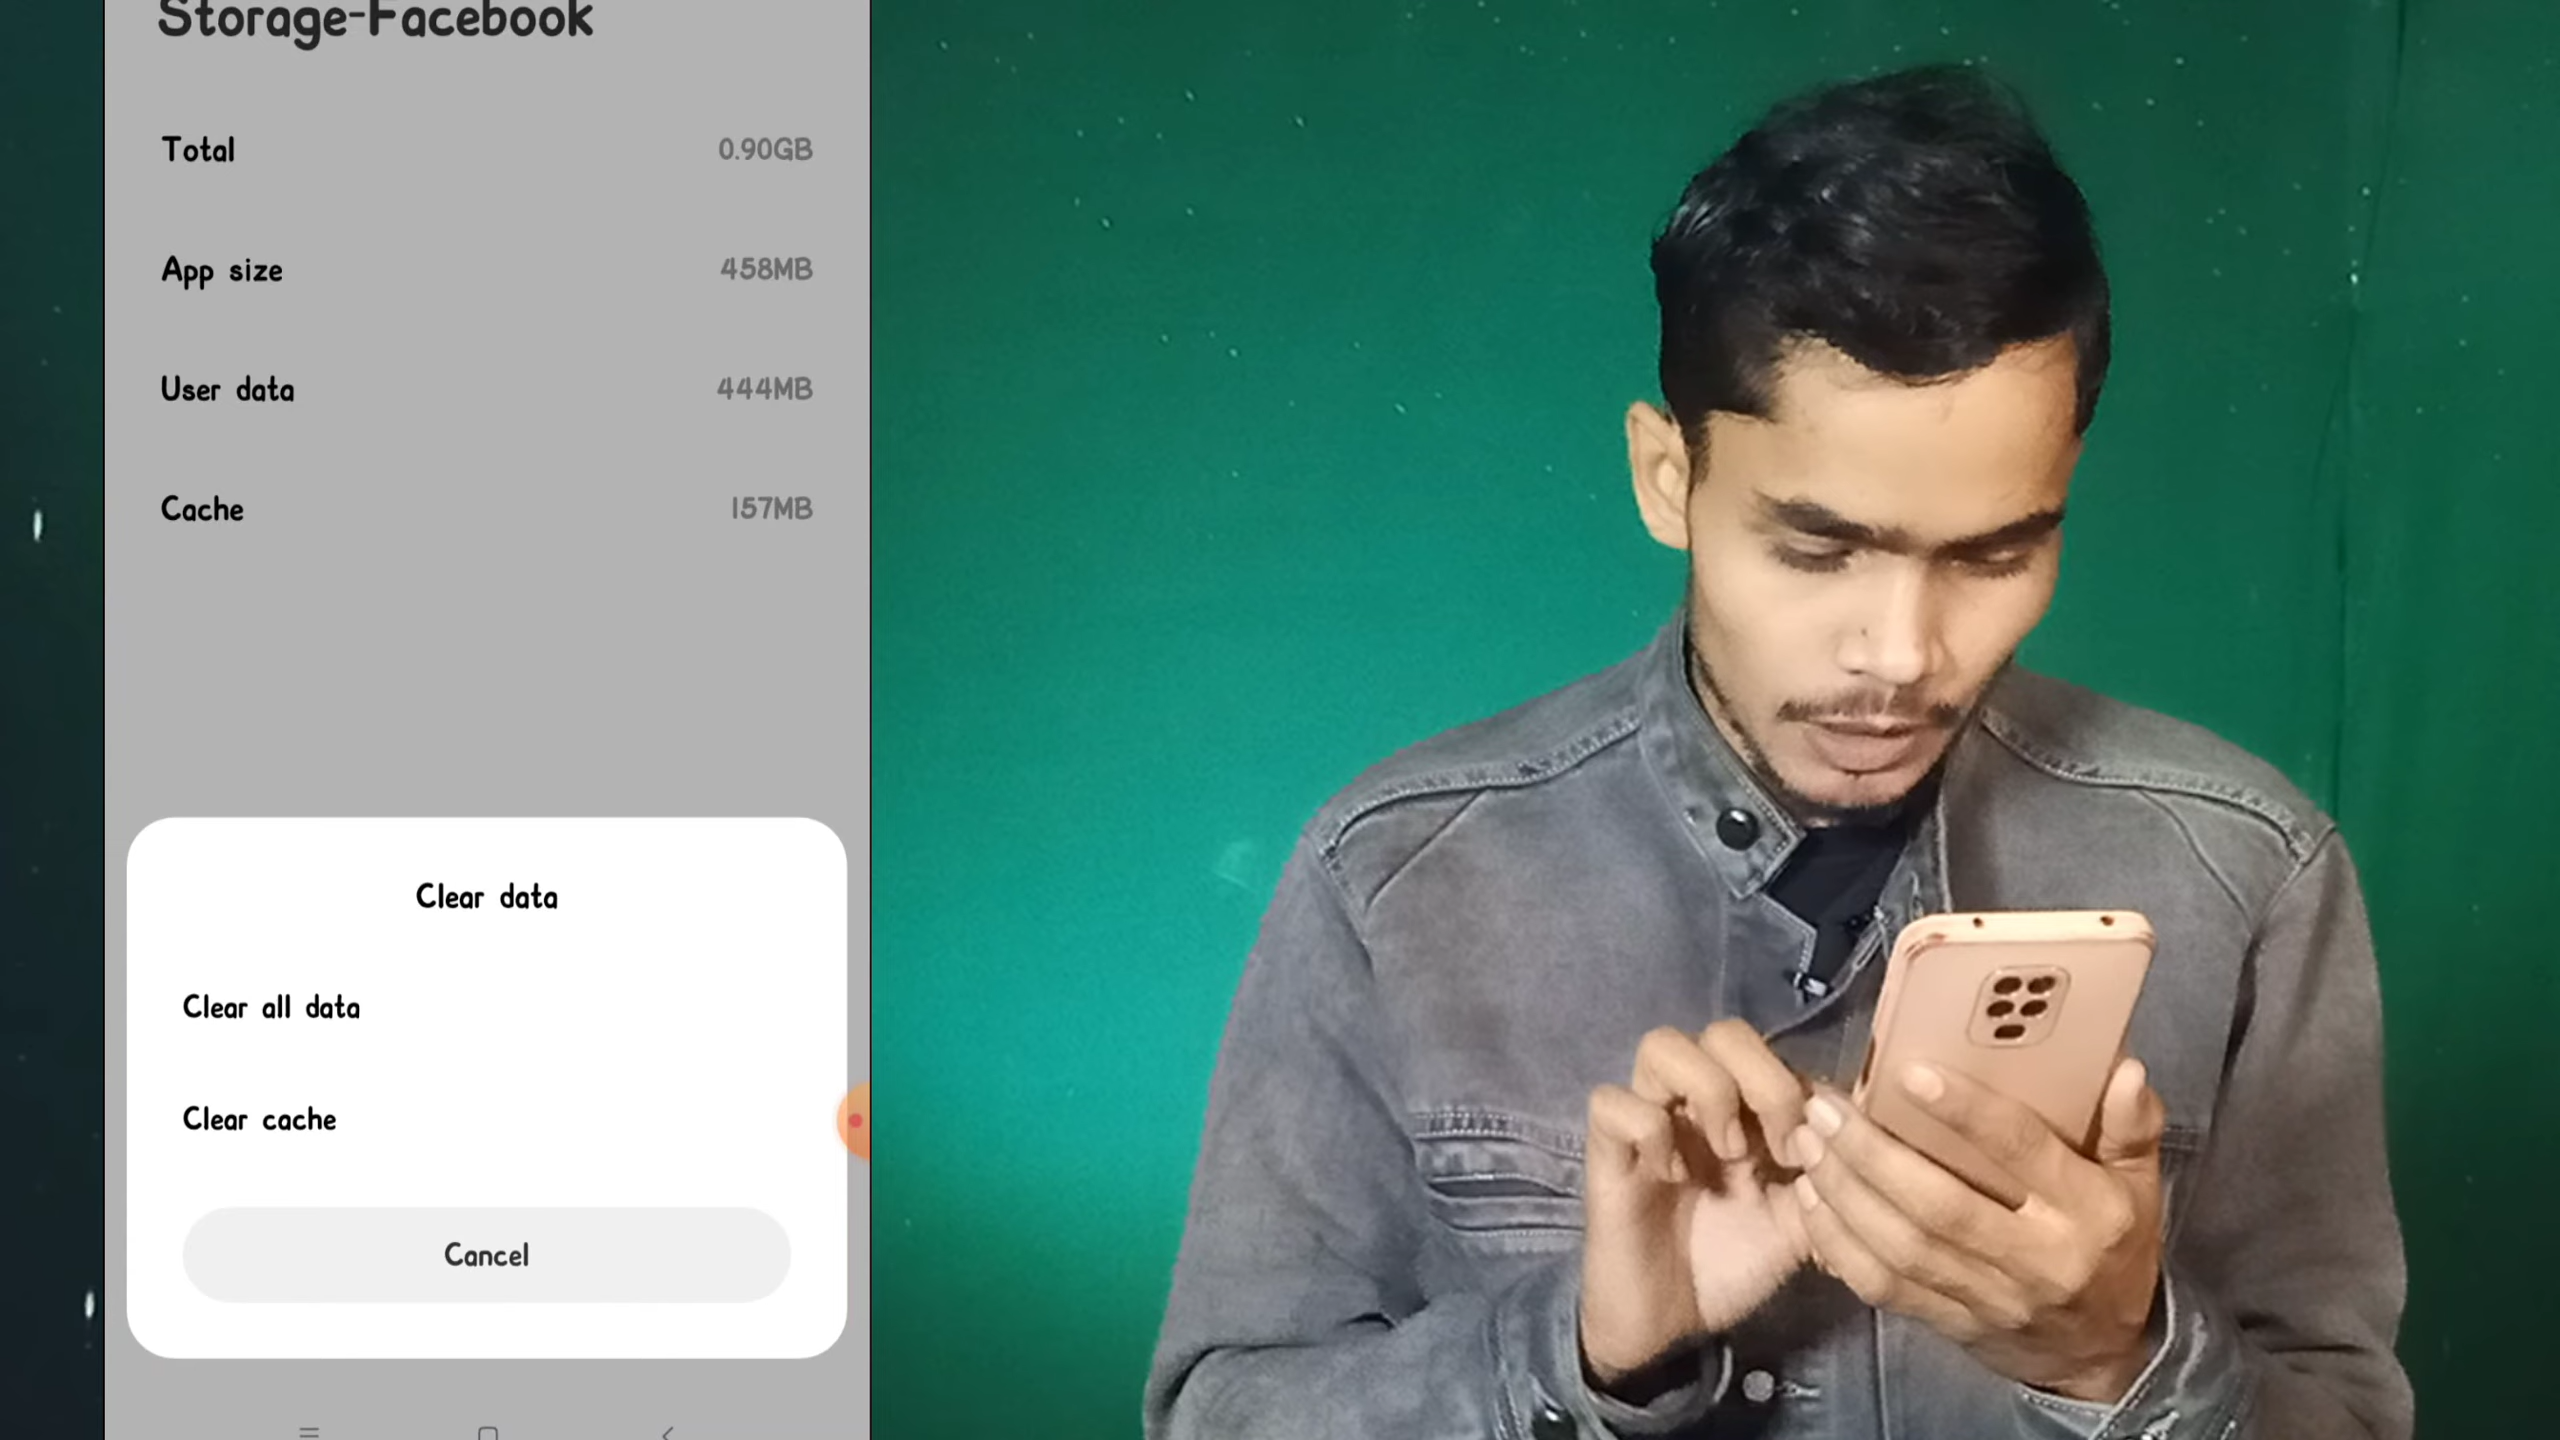 Storage-Facebook
Total 0.90GB
App size 458MB
User data 444MB
Cache 157MB
Clear data
Clear all data
Clear cache
Cancel